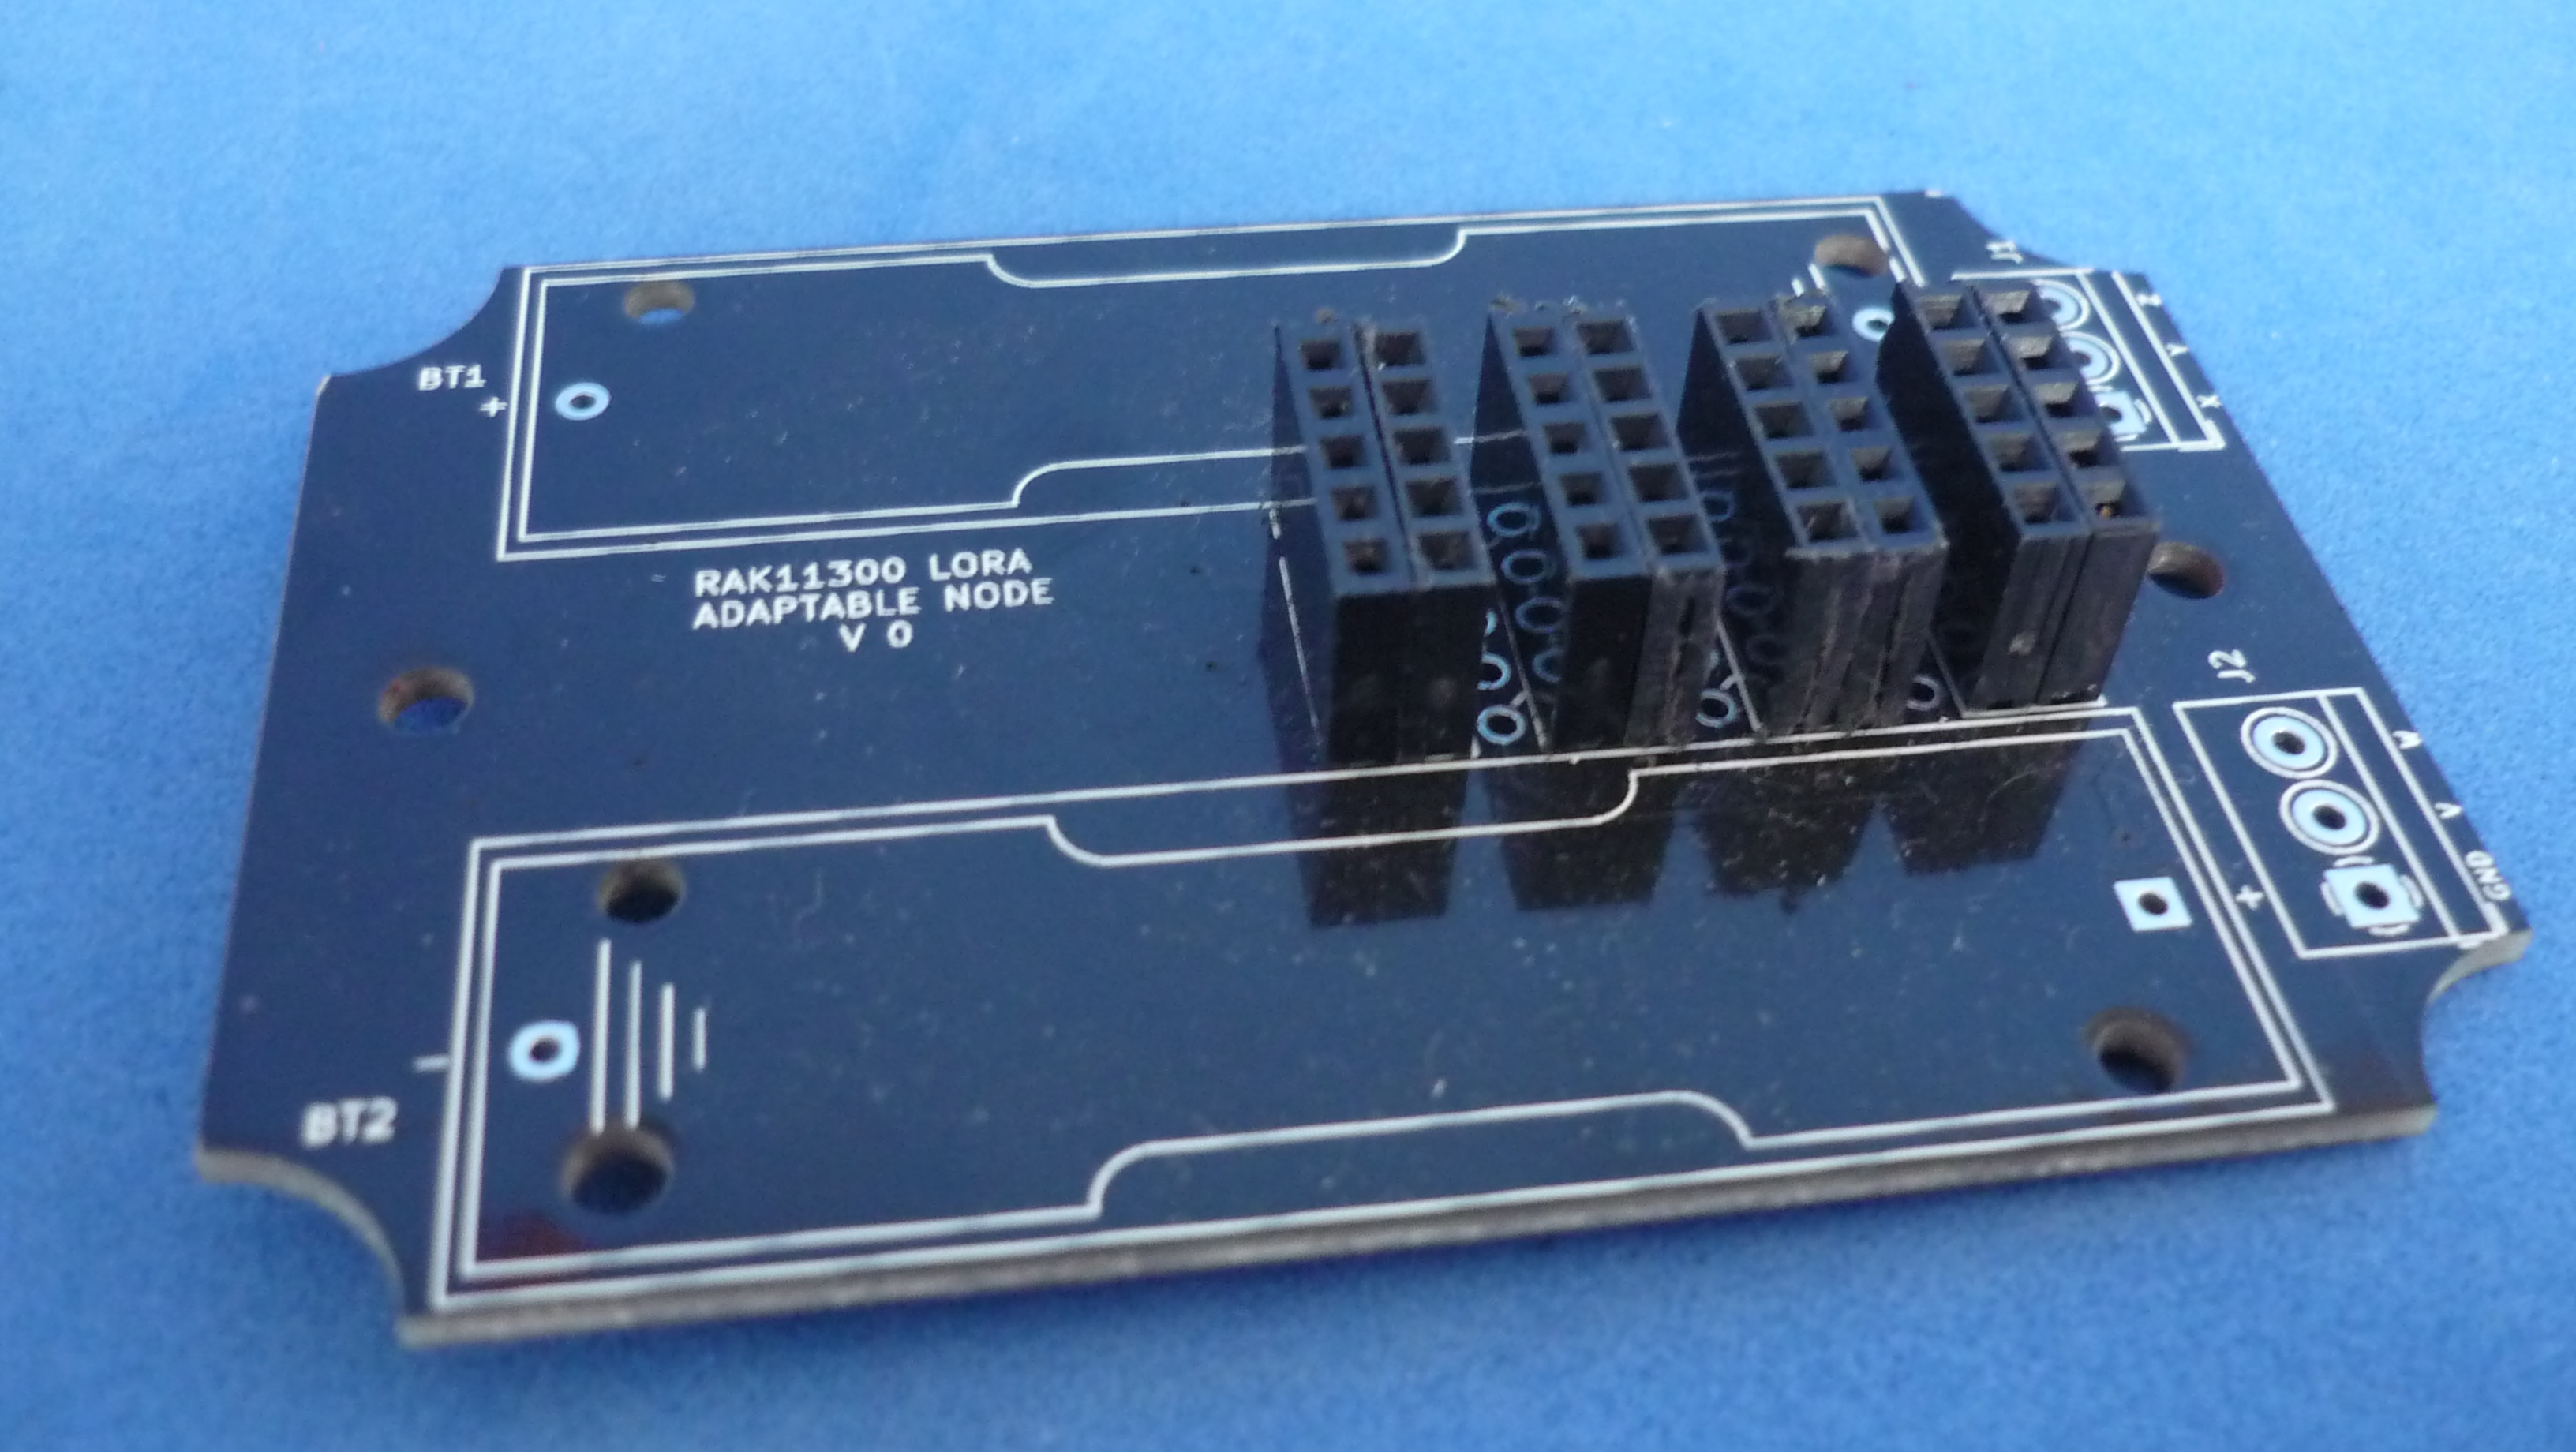 J1
Z
Y
X
BT1
+
RAK11300 LORA
ADAPTABLE NODE
V 0
J2
W
V
GND
+
-
BT2